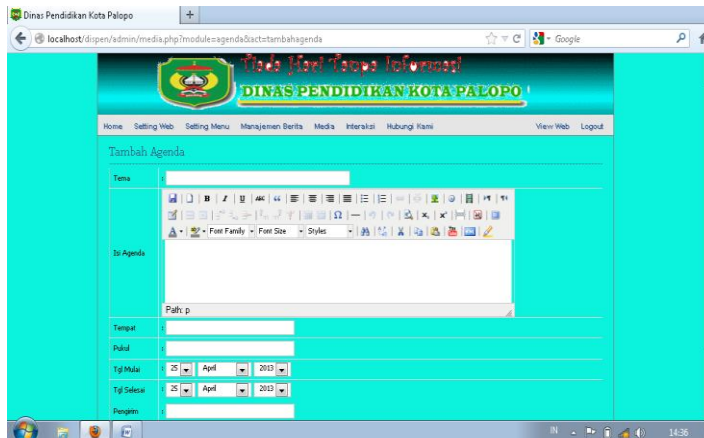 Dinas Pendidikan Kota Palopo
localhost/dispen/admin/media.php?module=agenda&act=tambahagenda
Google
Tiada Hari Tanpa Informasi
DINAS PENDIDIKAN KOTA PALOPO
Home Setting Web Setting Menu Manajemen Berita Media Interaksi Hubungi Kami View Web Logout
Tambah Agenda
Tema :
Isi Agenda
Font Family Font Size Styles
Path: p
Tempat :
Pukul :
Tgl Mulai : 25 April 2013
Tgl Selesai : 25 April 2013
Pengirim :
IN 14:36